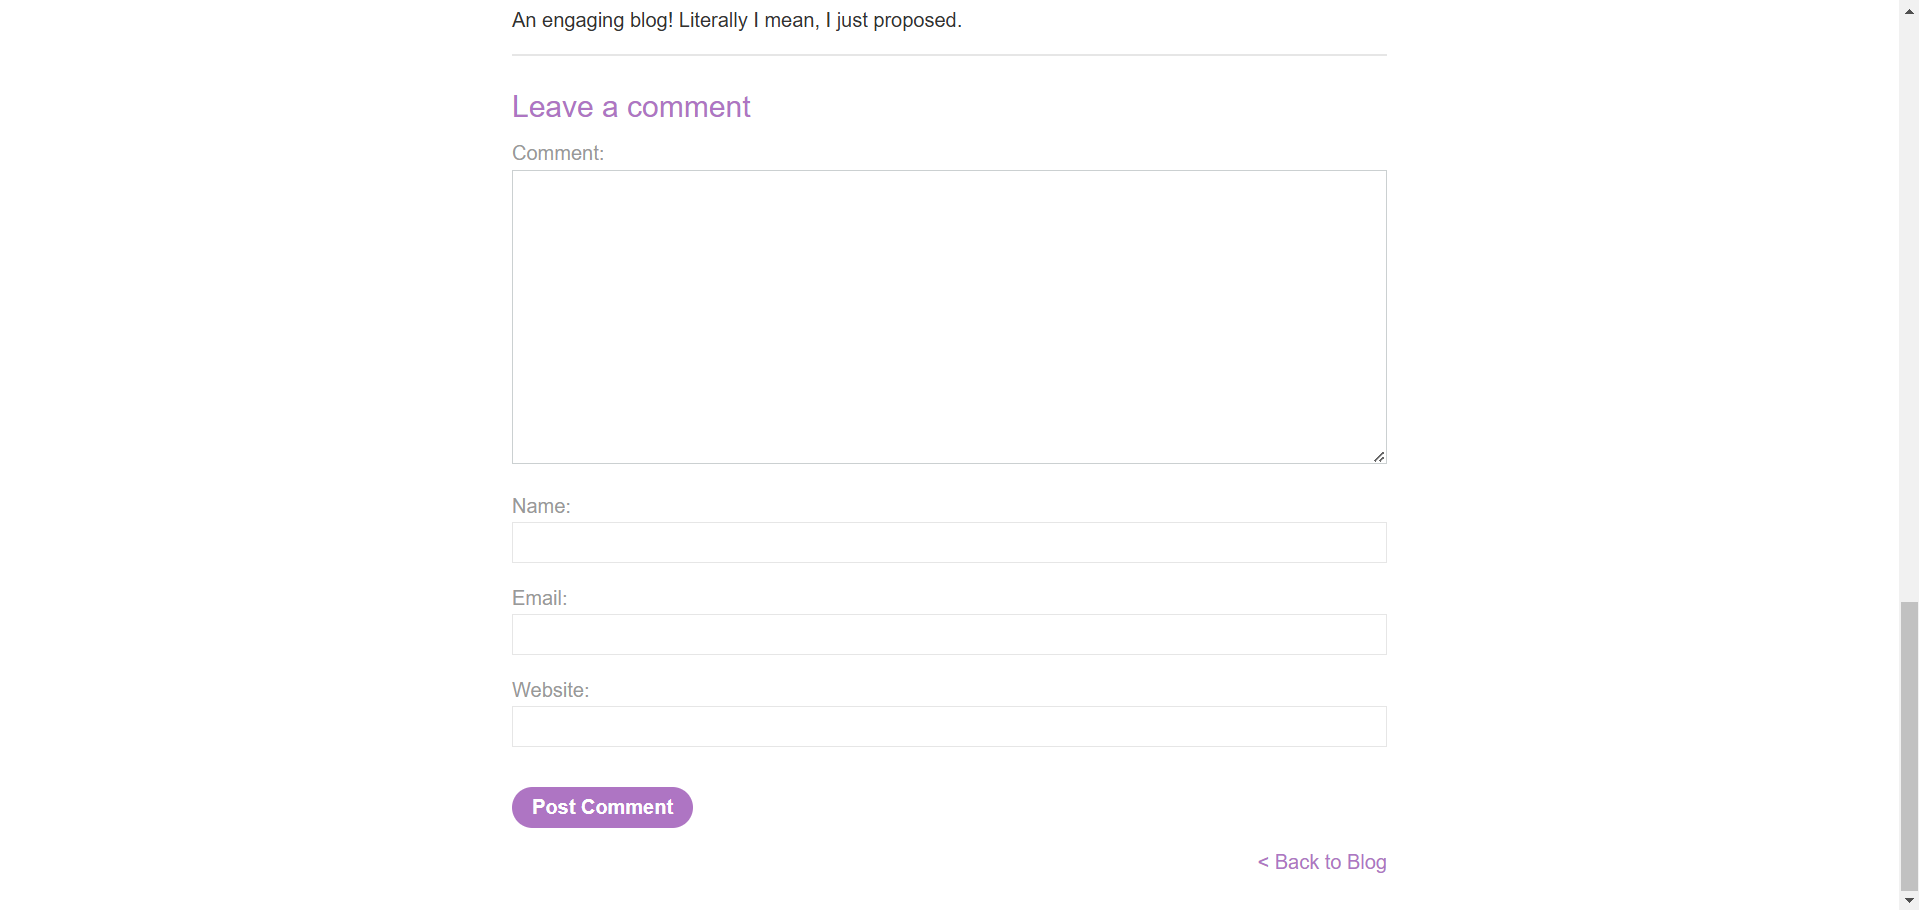 An engaging blog! Literally I mean, I just proposed.
Leave a comment
Comment:
Name:
Email:
Website:
Post Comment
< Back to Blog